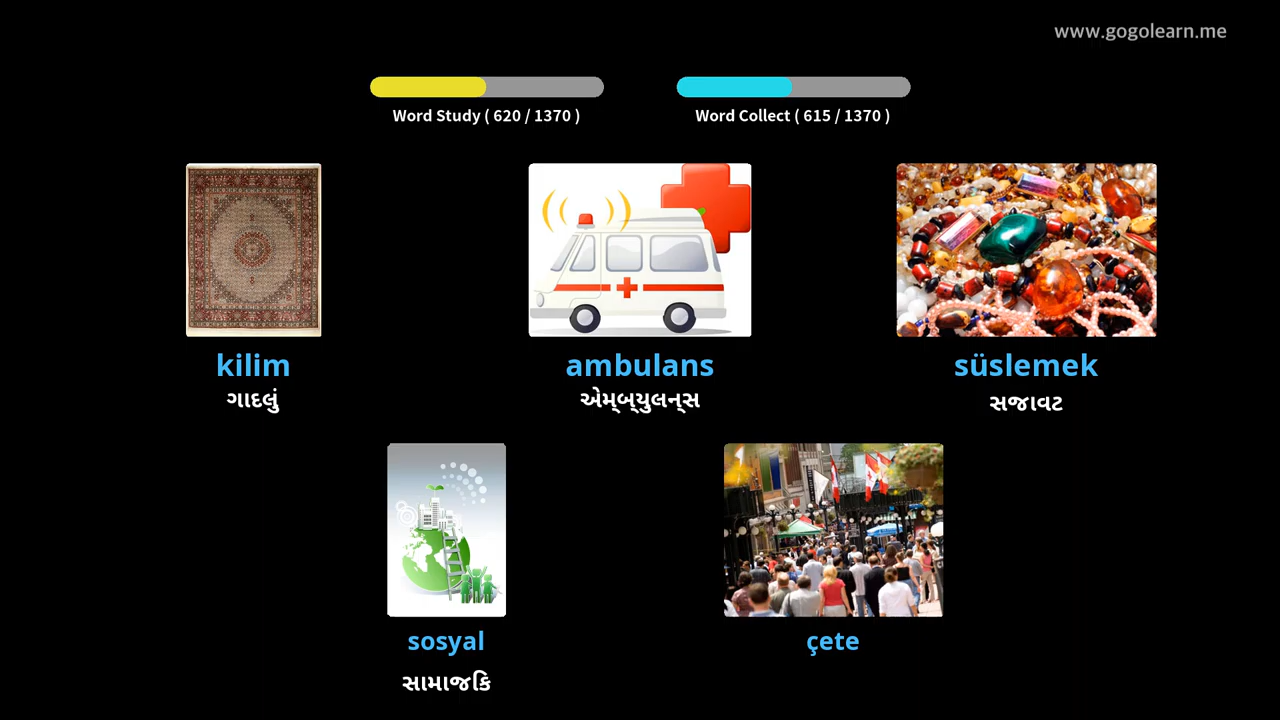 www.gogolearn.me
Word Study ( 620 / 1370 )
Word Collect ( 615 / 1370 )
kilim
ગાદલું
ambulans
એમ્બ્યુલન્સ
süslemek
સજાવટ
sosyal
સામાજકિ
çete